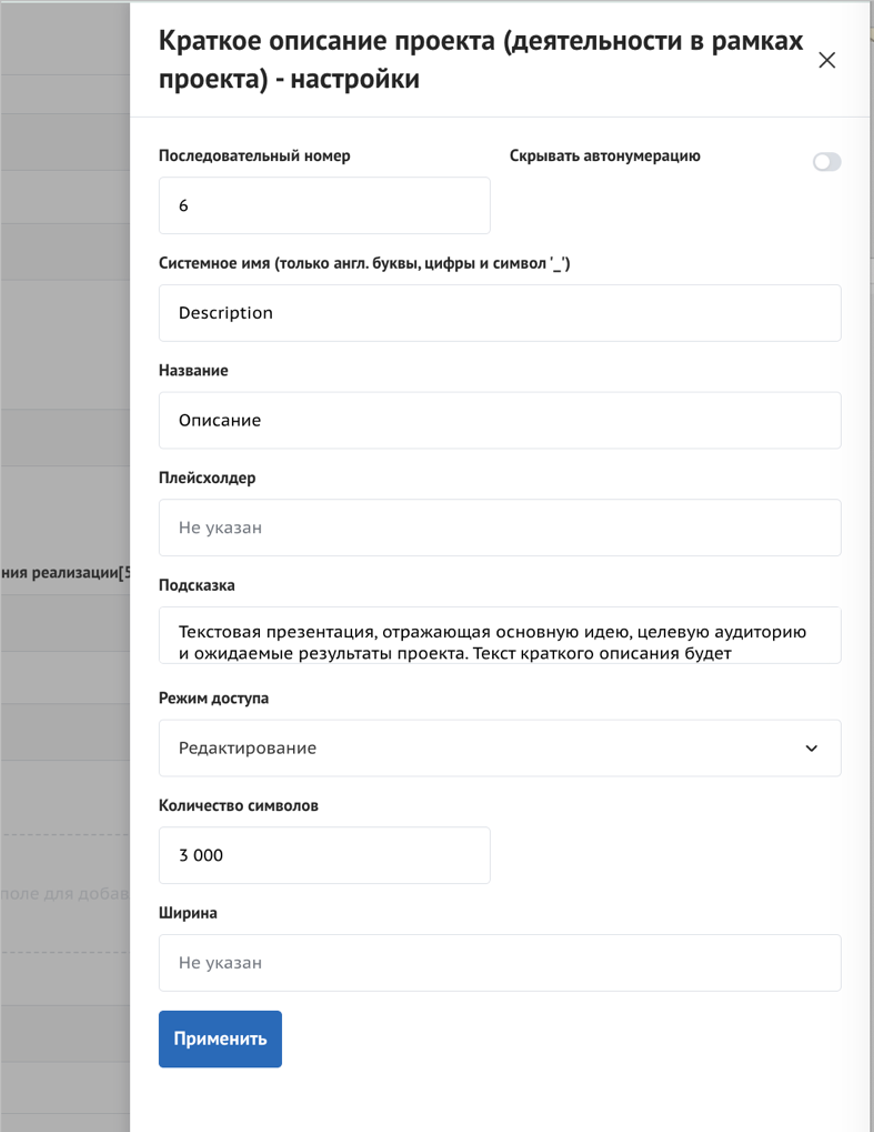 Краткое описание проекта (деятельности в рамках
проекта) - настройки
Последовательный номер
Скрывать автонумерацию
6
Системное имя (только англ. буквы, цифры и символ '_')
Description
Название
Описание
Плейсхолдер
Не указан
ния реализации[5
Подсказка
Текстовая презентация, отражающая основную идею, целевую аудиторию
и ожидаемые результаты проекта. Текст краткого описания будет
Режим доступа
Редактирование
Количество символов
3 000
поле для добав
Ширина
Не указан
Применить